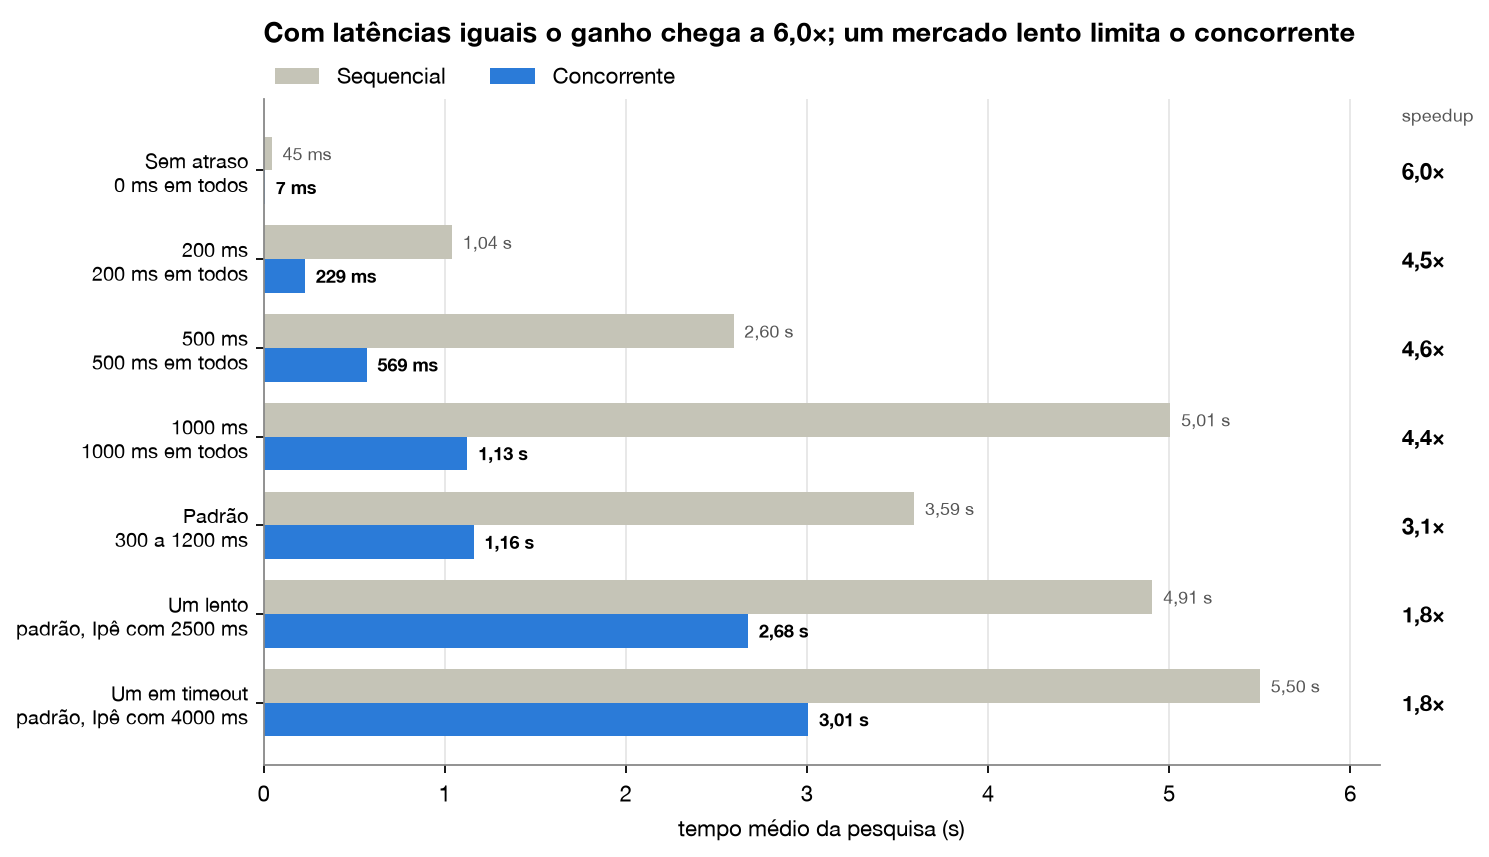 Com latências iguais o ganho chega a 6,0×; um mercado lento limita o concorrente
Sequencial
Concorrente
speedup
Sem atraso
0 ms em todos
45 ms
7 ms
6,0×
200 ms
200 ms em todos
1,04 s
229 ms
4,5×
500 ms
500 ms em todos
2,60 s
569 ms
4,6×
1000 ms
1000 ms em todos
5,01 s
1,13 s
4,4×
Padrão
300 a 1200 ms
3,59 s
1,16 s
3,1×
Um lento
padrão, Ipê com 2500 ms
4,91 s
2,68 s
1,8×
Um em timeout
padrão, Ipê com 4000 ms
5,50 s
3,01 s
1,8×
0 1 2 3 4 5 6
tempo médio da pesquisa (s)